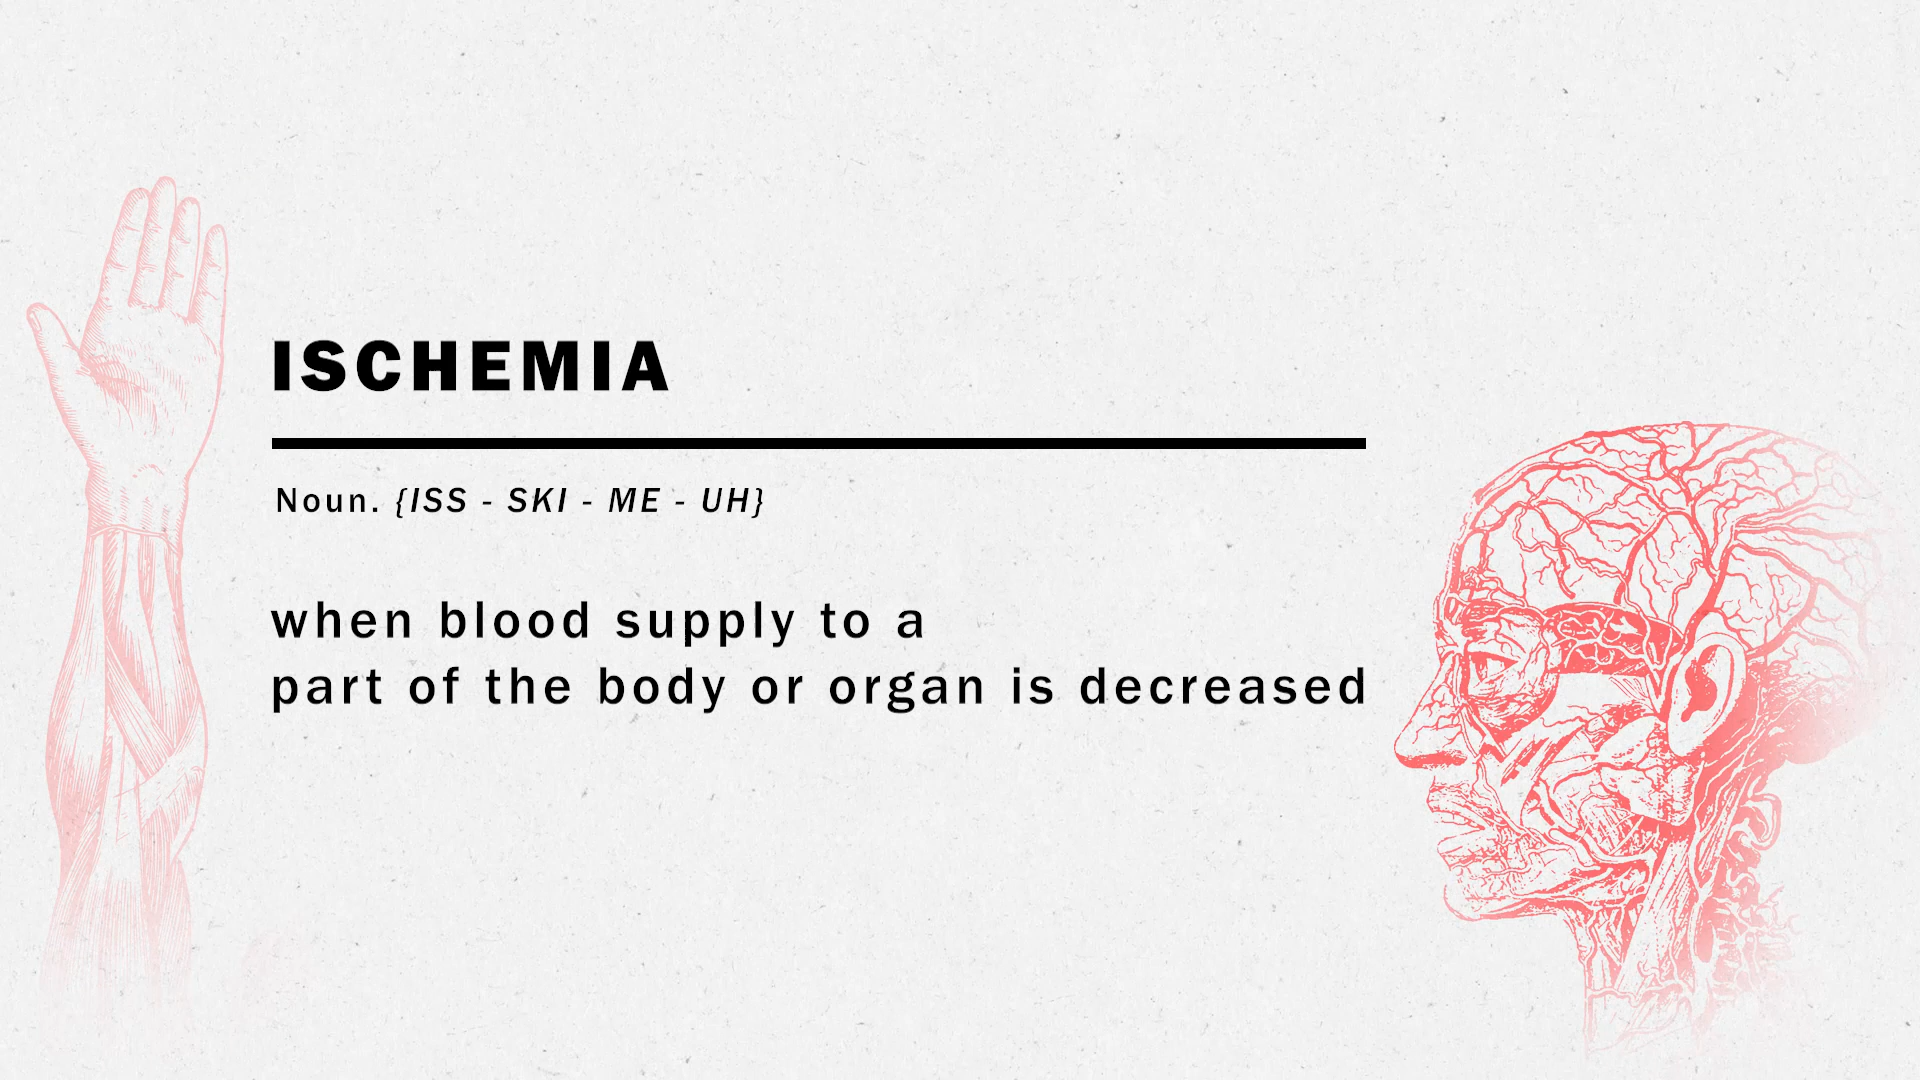 ISCHEMIA
Noun. {ISS - SKI - ME - UH}
when blood supply to a
part of the body or organ is decreased